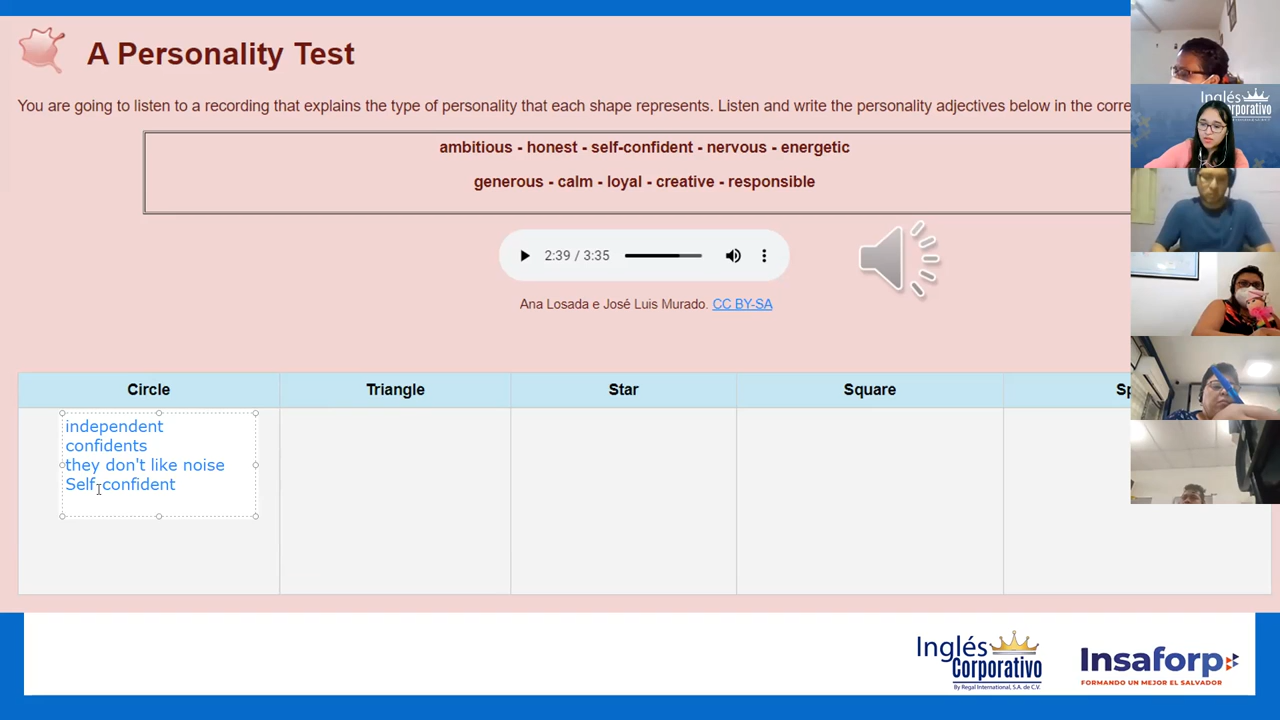 A Personality Test
You are going to listen to a recording that explains the type of personality that each shape represents. Listen and write the personality adjectives below in the
ambitious - honest - self-confident - nervous - energetic
generous - calm - loyal - creative - responsible
2:39 / 3:35
Ana Losada e José Luis Murado. CC BY-SA
Circle Triangle Star Square
independent
confidents
they don't like noise
Self-confident
Inglés
Corporativo
By Regal International, S.A. de C.V.
Insaforp
FORMANDO UN MEJOR EL SALVADOR
Inglés
Corporativo